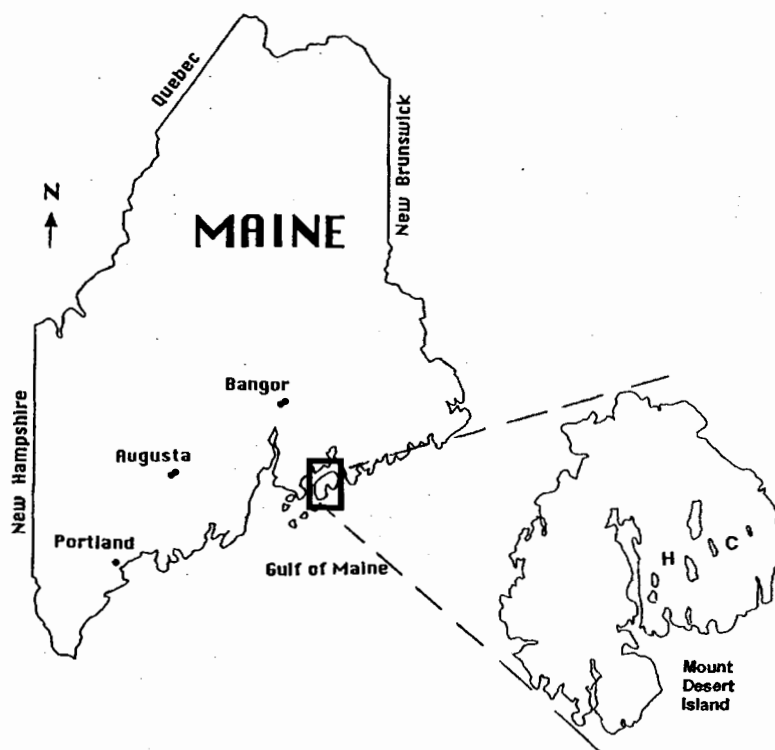 Quebec
New Brunswick
N
MAINE
New Hampshire
Bangor
Augusta
Portland
Gulf of Maine
H
C
Mount
Desert
Island